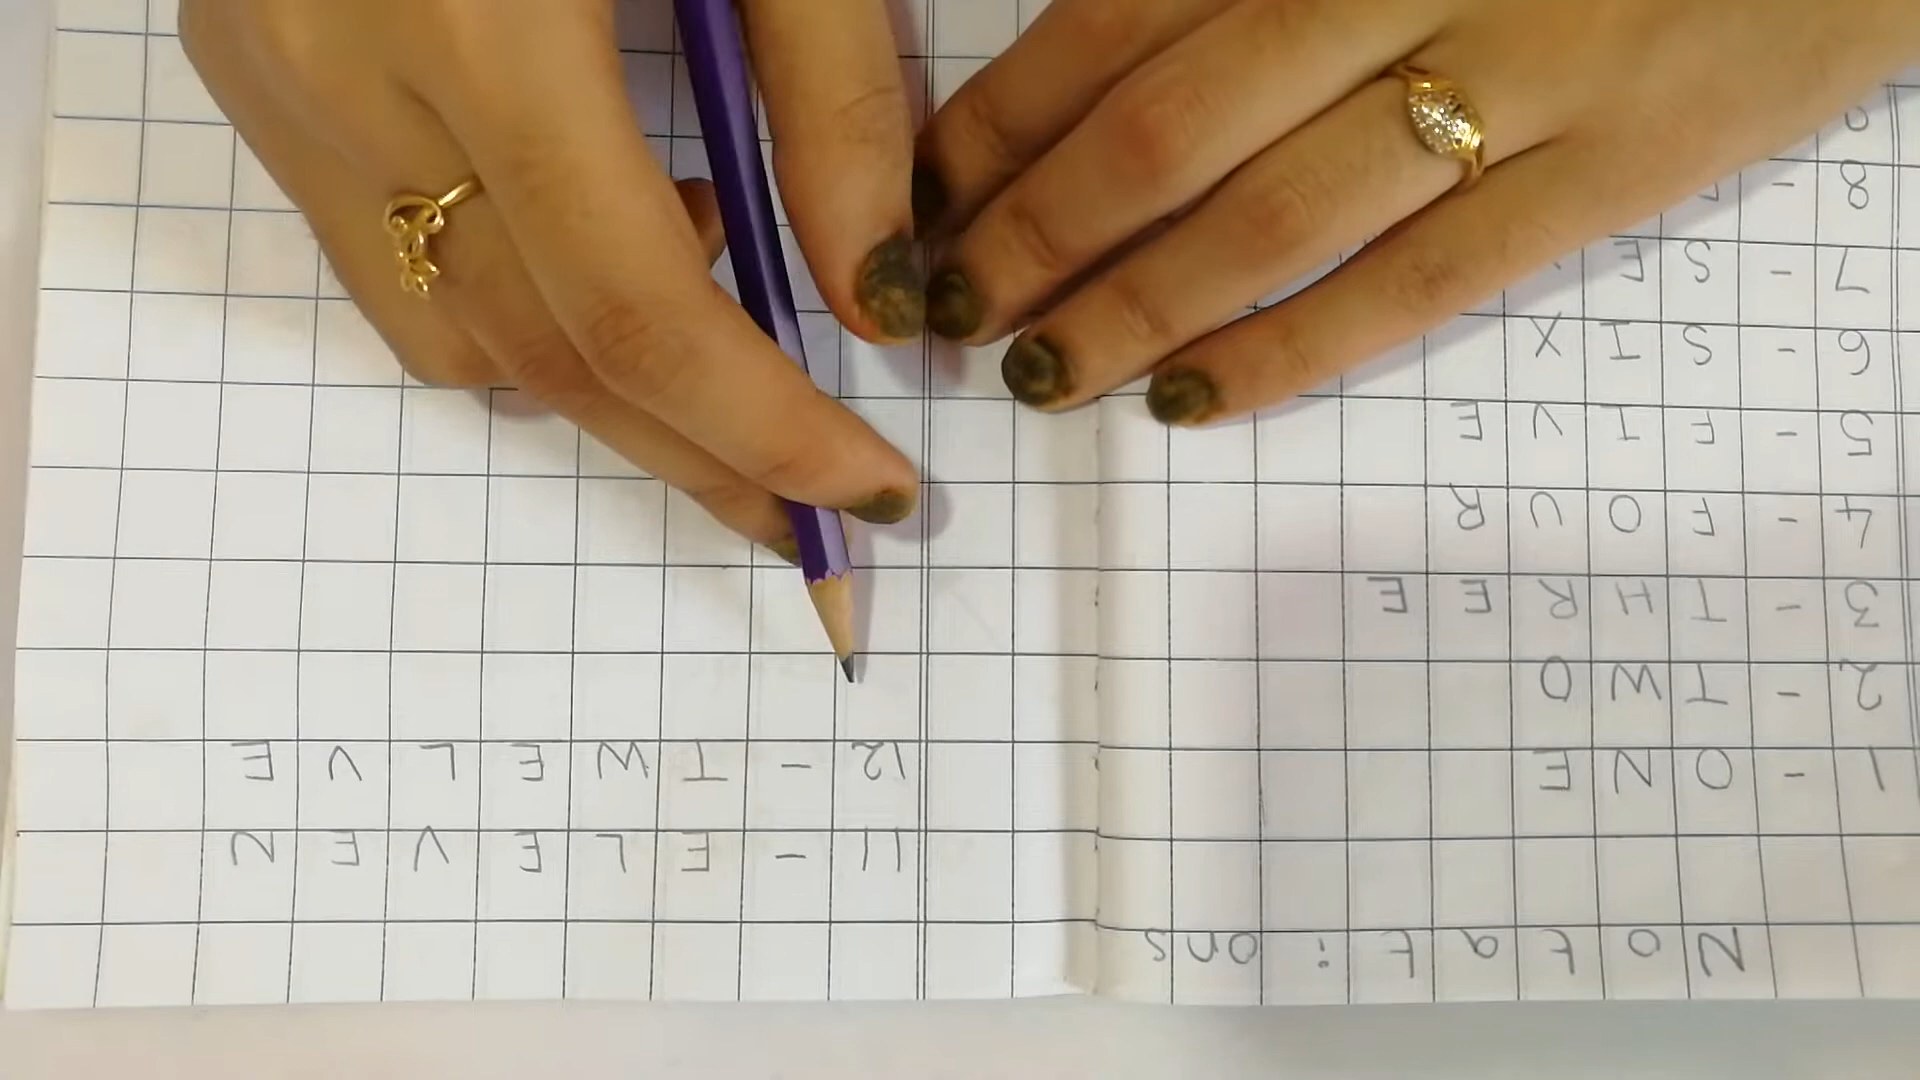 Notations
1 - ONE
2 - TWO
3 - THREE
4 - FOUR
5 - FIVE
6 - SIX
7 - SE
8 -
11 - ELEVEN
12 - TWELVE